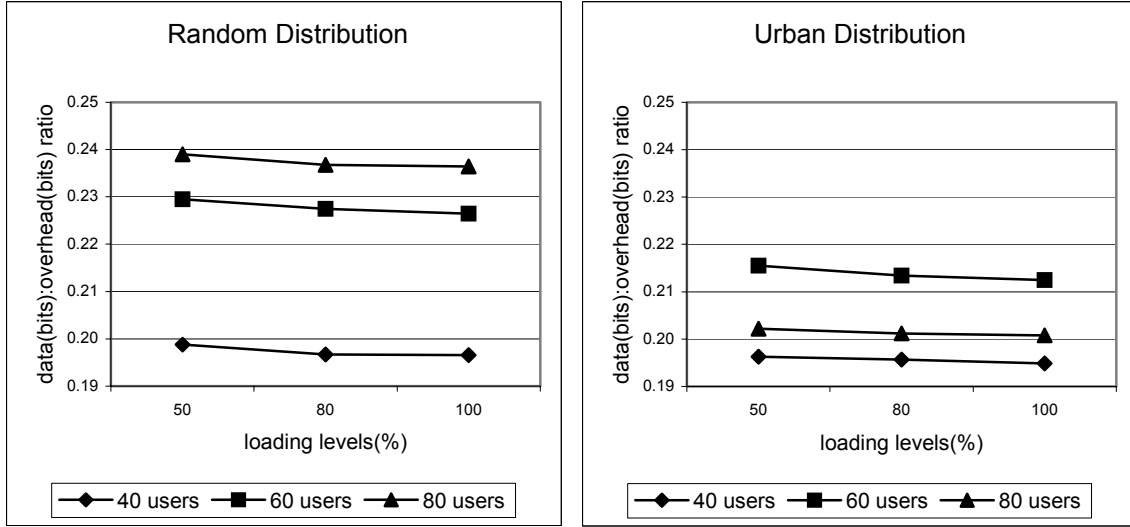 Random Distribution
data(bits):overhead(bits) ratio
0.25
0.24
0.23
0.22
0.21
0.20
0.19
50 80 100
loading levels(%)
40 users 60 users 80 users
Urban Distribution
data(bits):overhead(bits) ratio
0.25
0.24
0.23
0.22
0.21
0.20
0.19
50 80 100
loading levels(%)
40 users 60 users 80 users